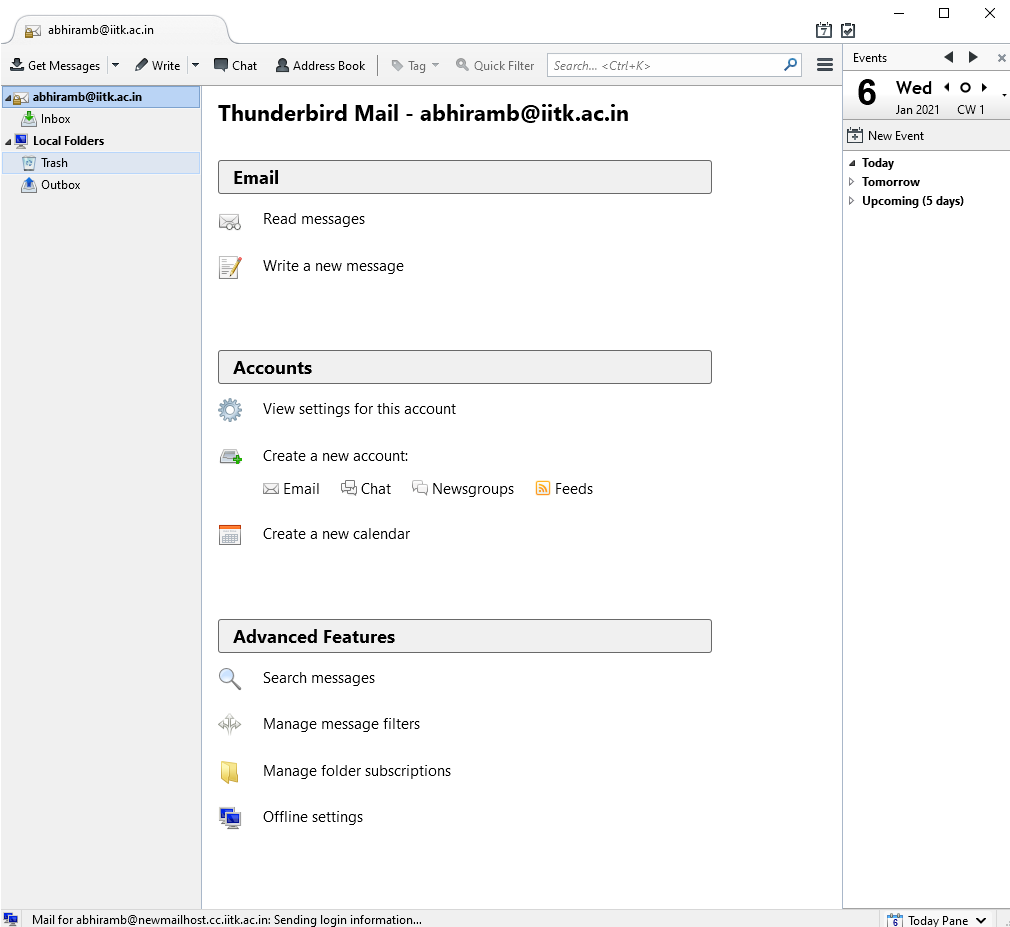 abhiramb@iitk.ac.in
7
Get Messages Write Chat Address Book Tag Quick Filter Search... <Ctrl+K>
Events
abhiramb@iitk.ac.in
Inbox
Local Folders
Trash
Outbox
Thunderbird Mail - abhiramb@iitk.ac.in
Email
Read messages
Write a new message
Accounts
View settings for this account
Create a new account:
Email Chat Newsgroups Feeds
Create a new calendar
Advanced Features
Search messages
Manage message filters
Manage folder subscriptions
Offline settings
6 Wed
Jan 2021 CW 1
New Event
Today
Tomorrow
Upcoming (5 days)
Mail for abhiramb@newmailhost.cc.iitk.ac.in: Sending login information...
6 Today Pane